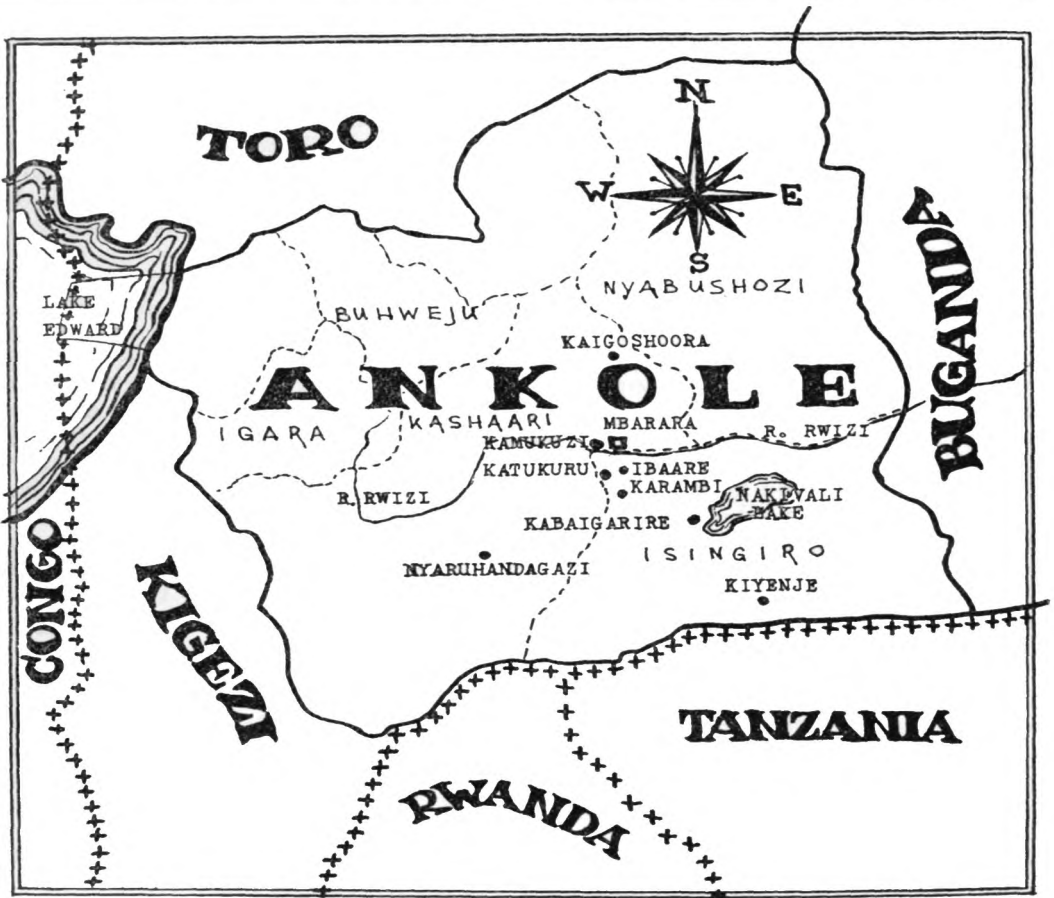 N
TORO
W
E
S
BUGANDA
NYABUSHOZI
LAKE
EDWARD
BUHWEJU
KAIGOSHOORA
ANKOLE
IGARA
KASHAARI
MBARARA
R. RWIZI
KAMUKUZI
KATUKURU
IBAARE
KARAMBI
R. RWIZI
NAKIVALI
LAKE
KABAIGARIRE
ISINGIRO
NYARUHANDAGAZI
KIYENJE
CONGO
KIGEZI
TANZANIA
RWANDA